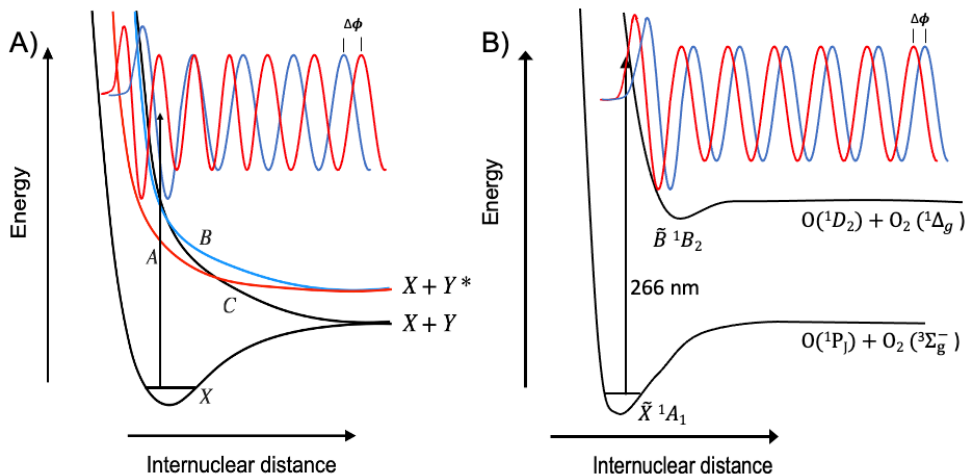 A)
Δϕ
Energy
A
B
C
X + Y *
X + Y
X
Internuclear distance
B)
Δϕ
Energy
B̃ ¹B₂
O(¹D₂) + O₂ (¹Δg )
266 nm
O(¹Pⱼ) + O₂ (³Σg⁻ )
X̃ ¹A₁
Internuclear distance